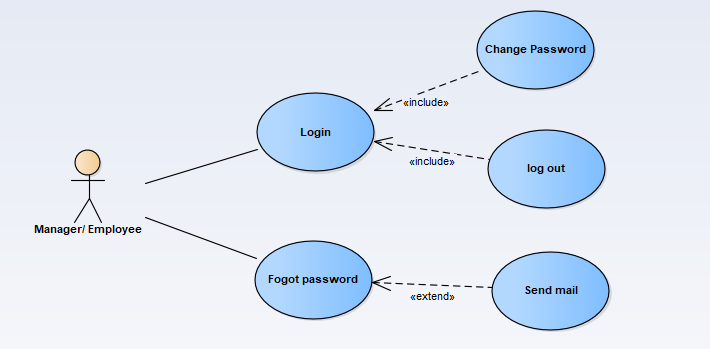 Change Password
«include»
Login
«include»
log out
Manager/ Employee
Fogot password
«extend»
Send mail